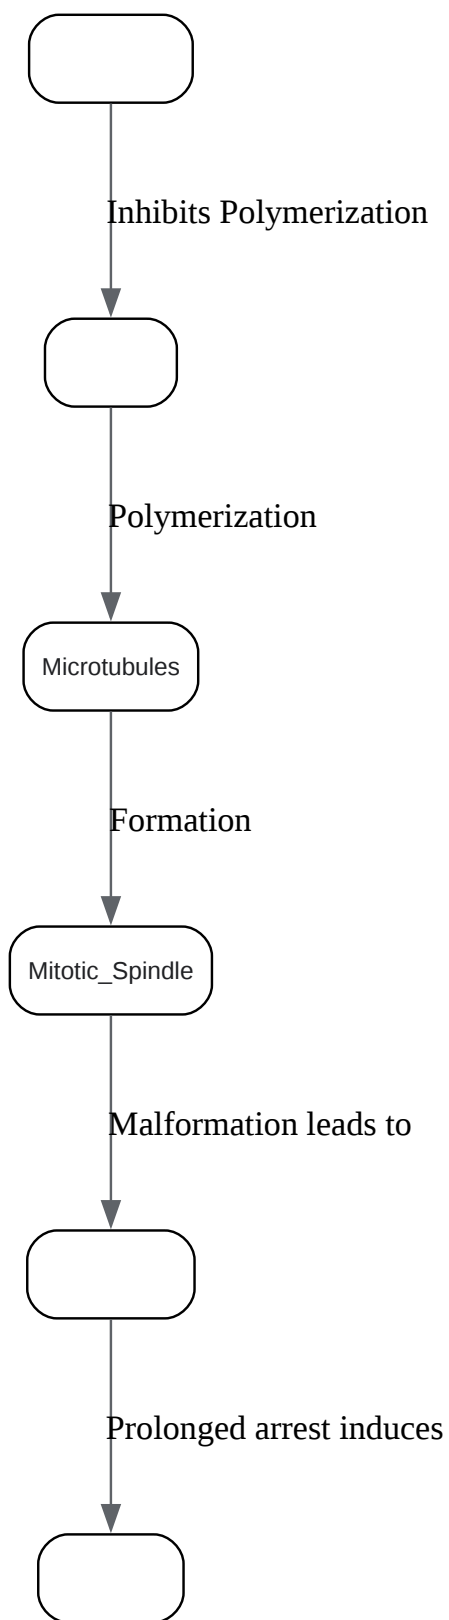 Inhibits Polymerization
Polymerization
Microtubules
Formation
Mitotic_Spindle
Malformation leads to
Prolonged arrest induces